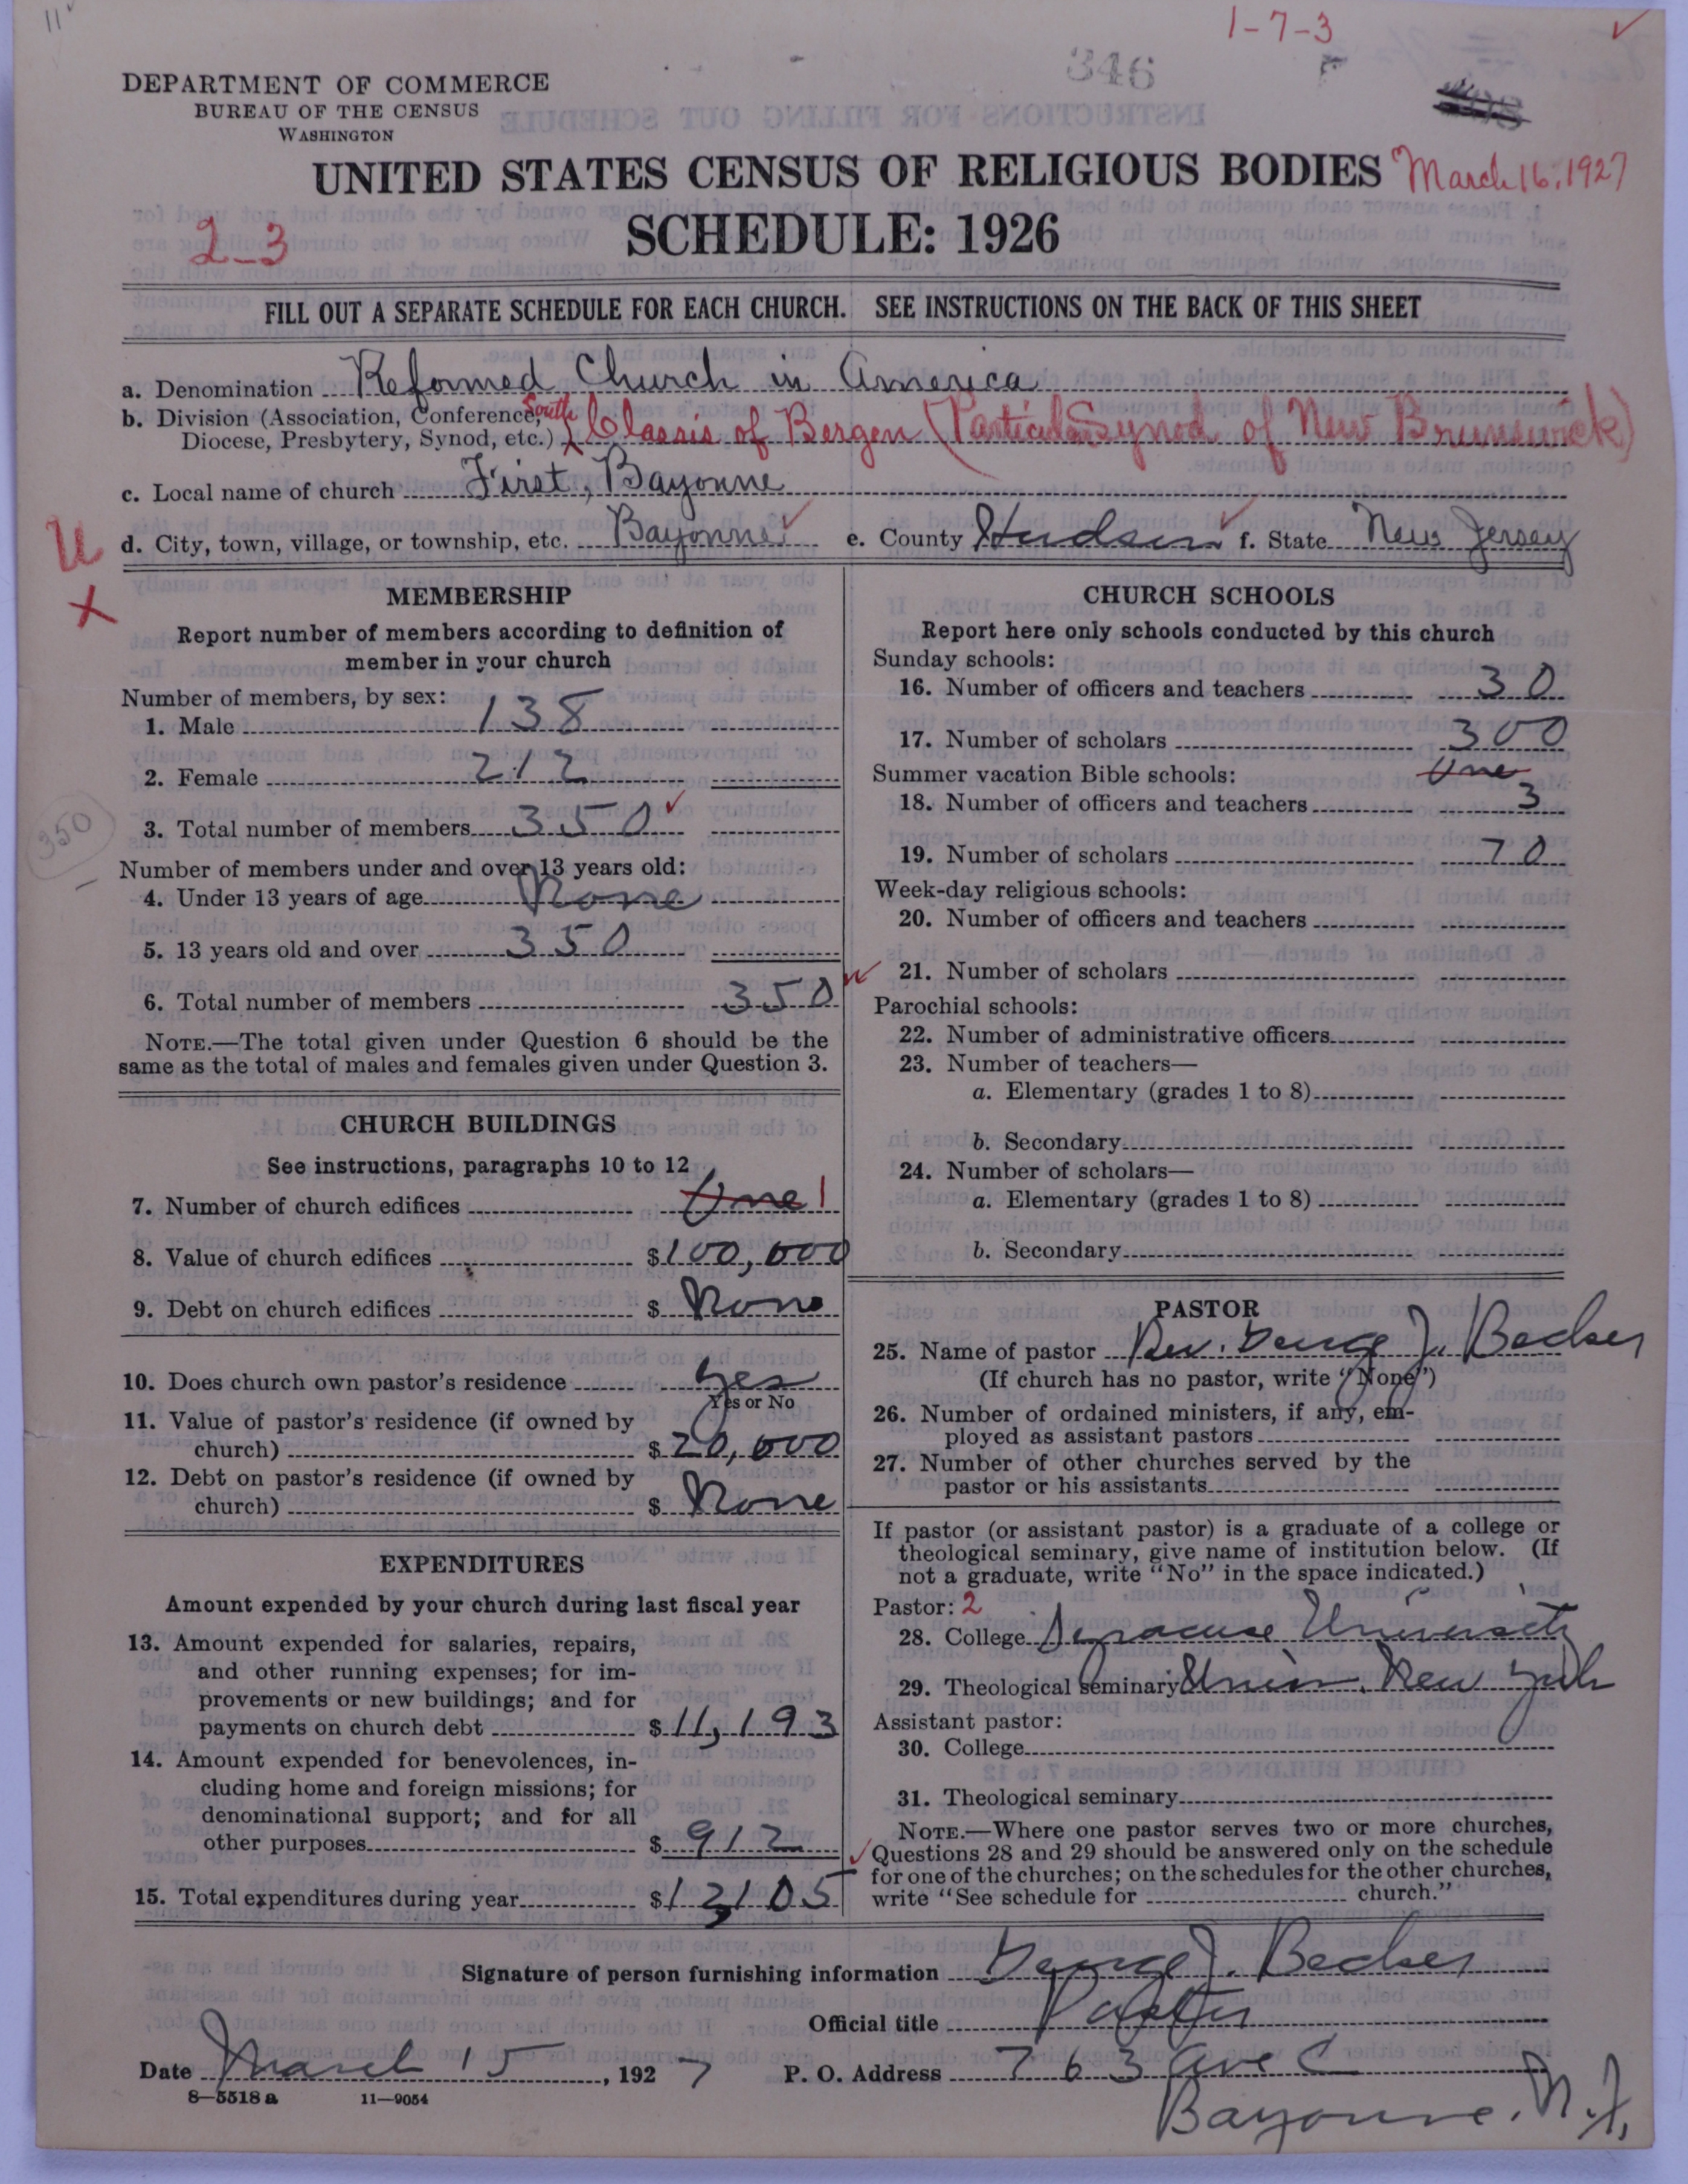 11
1-7-3
346
DEPARTMENT OF COMMERCE
BUREAU OF THE CENSUS
WASHINGTON
UNITED STATES CENSUS OF RELIGIOUS BODIES March 16, 1927
SCHEDULE: 1926
2-3
FILL OUT A SEPARATE SCHEDULE FOR EACH CHURCH. SEE INSTRUCTIONS ON THE BACK OF THIS SHEET
a. Denomination Reformed Church in America
b. Division (Association, Conference,
Diocese, Presbytery, Synod, etc.) South Classis of Bergen (Particular Synod of New Brunswick)
c. Local name of church First, Bayonne
d. City, town, village, or township, etc. Bayonne e. County Hudson f. State New Jersey
U
X
MEMBERSHIP
Report number of members according to definition of
member in your church
Number of members, by sex:
1. Male 138
2. Female 212
3. Total number of members 350
350
Number of members under and over 13 years old:
4. Under 13 years of age None
5. 13 years old and over 350
6. Total number of members 350
NOTE.—The total given under Question 6 should be the
same as the total of males and females given under Question 3.
CHURCH BUILDINGS
See instructions, paragraphs 10 to 12
7. Number of church edifices One 1
8. Value of church edifices $100,000
9. Debt on church edifices $ None
10. Does church own pastor's residence Yes
Yes or No
11. Value of pastor's residence (if owned by
church) $20,000
12. Debt on pastor's residence (if owned by
church) $ None
EXPENDITURES
Amount expended by your church during last fiscal year
13. Amount expended for salaries, repairs,
and other running expenses; for im-
provements or new buildings; and for
payments on church debt $11,193
14. Amount expended for benevolences, in-
cluding home and foreign missions; for
denominational support; and for all
other purposes $ 912
15. Total expenditures during year $12,105
CHURCH SCHOOLS
Report here only schools conducted by this church
Sunday schools:
16. Number of officers and teachers 30
17. Number of scholars 300
Summer vacation Bible schools: One
18. Number of officers and teachers 3
19. Number of scholars 70
Week-day religious schools:
20. Number of officers and teachers
21. Number of scholars
Parochial schools:
22. Number of administrative officers
23. Number of teachers—
a. Elementary (grades 1 to 8)
b. Secondary
24. Number of scholars—
a. Elementary (grades 1 to 8)
b. Secondary
PASTOR
25. Name of pastor Rev. George J. Becker
(If church has no pastor, write "None")
26. Number of ordained ministers, if any, em-
ployed as assistant pastors
27. Number of other churches served by the
pastor or his assistants
If pastor (or assistant pastor) is a graduate of a college or
theological seminary, give name of institution below. (If
not a graduate, write "No" in the space indicated.)
Pastor: 2
28. College Syracuse University
29. Theological seminary Union, New York
Assistant pastor:
30. College
31. Theological seminary
NOTE.—Where one pastor serves two or more churches,
Questions 28 and 29 should be answered only on the schedule
for one of the churches; on the schedules for the other churches,
write "See schedule for church."
Signature of person furnishing information George J. Becker
Official title Pastor
Date March 15, 1927 P. O. Address 763 Ave C
Bayonne, N.J.
8—5518 a 11—9054